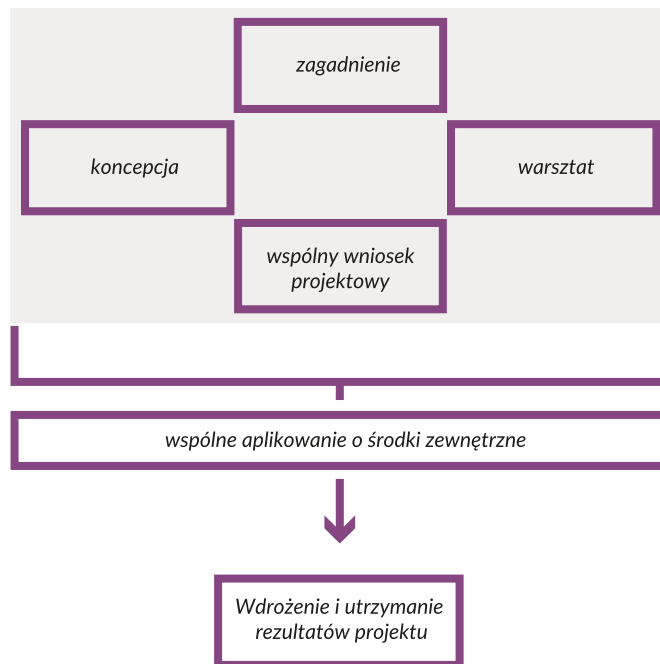 zagadnienie
koncepcja
warsztat
wspólny wniosek
projektowy
wspólne aplikowanie o środki zewnętrzne
Wdrożenie i utrzymanie
rezultatów projektu